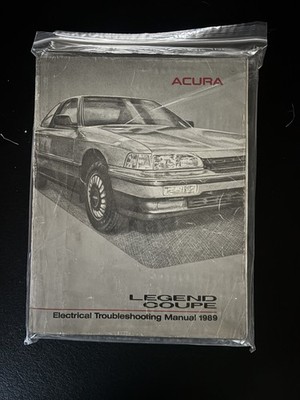 ACURA
LEGEND
COUPE
Electrical Troubleshooting Manual 1989